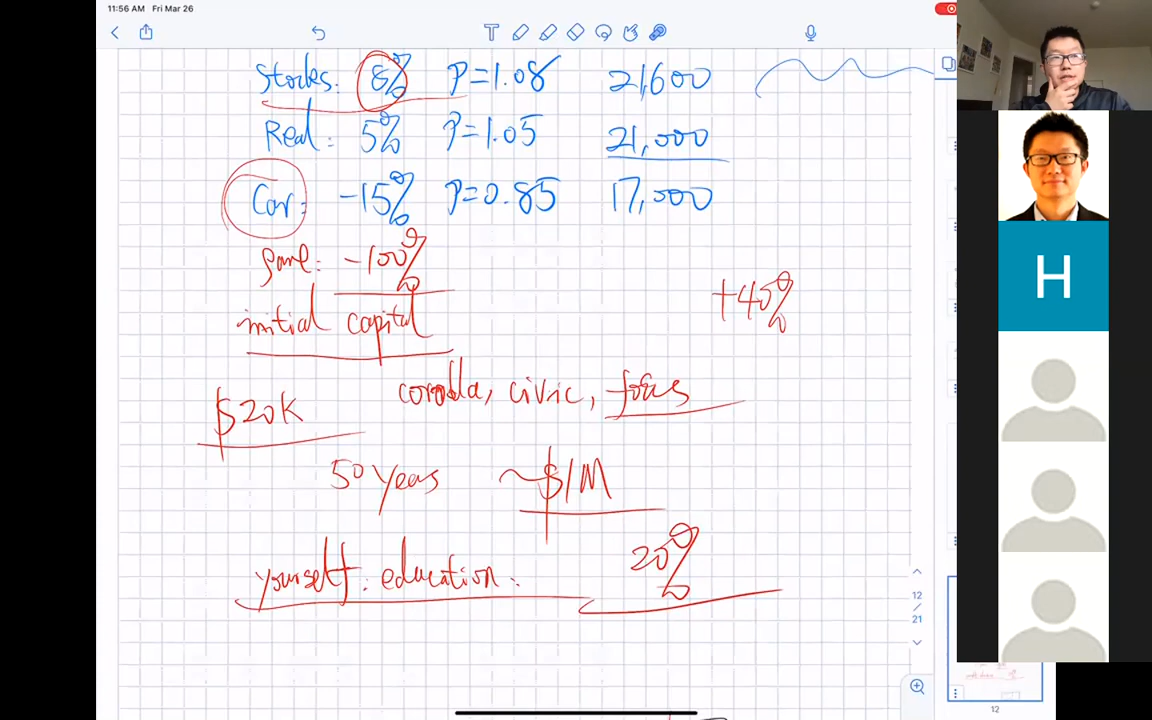 11:56 AM Fri Mar 26
Stocks: 8% P=1.08 21,600
Real: 5% P=1.05 21,000
Car: -15% P=0.85 17,000
-100%
+40%
initial capital
corolla, civic, focus
$20K
50 years ~$1M
20%
yourself: education:
H
12
/
21
12